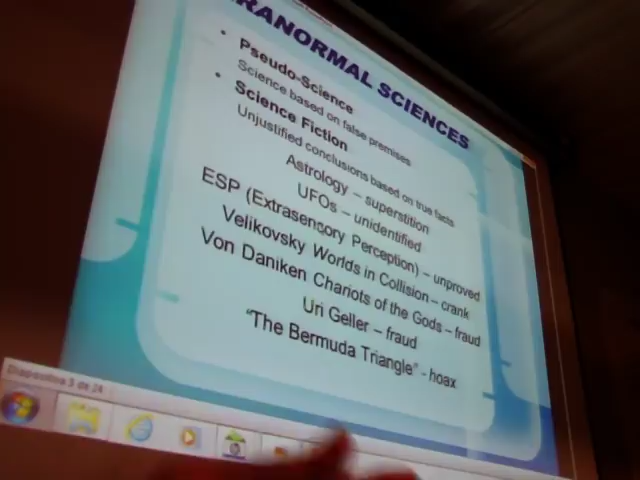 RANORMAL SCIENCES
• Pseudo-Science
Science based on false premises
• Science Fiction
Unjustified conclusions based on true facts
Astrology – superstition
UFOs – unidentified
ESP (Extrasensory Perception) – unproved
Velikovsky Worlds in Collision – crank
Von Daniken Chariots of the Gods – fraud
Uri Geller – fraud
"The Bermuda Triangle" - hoax
Diapositiva 3 de 24